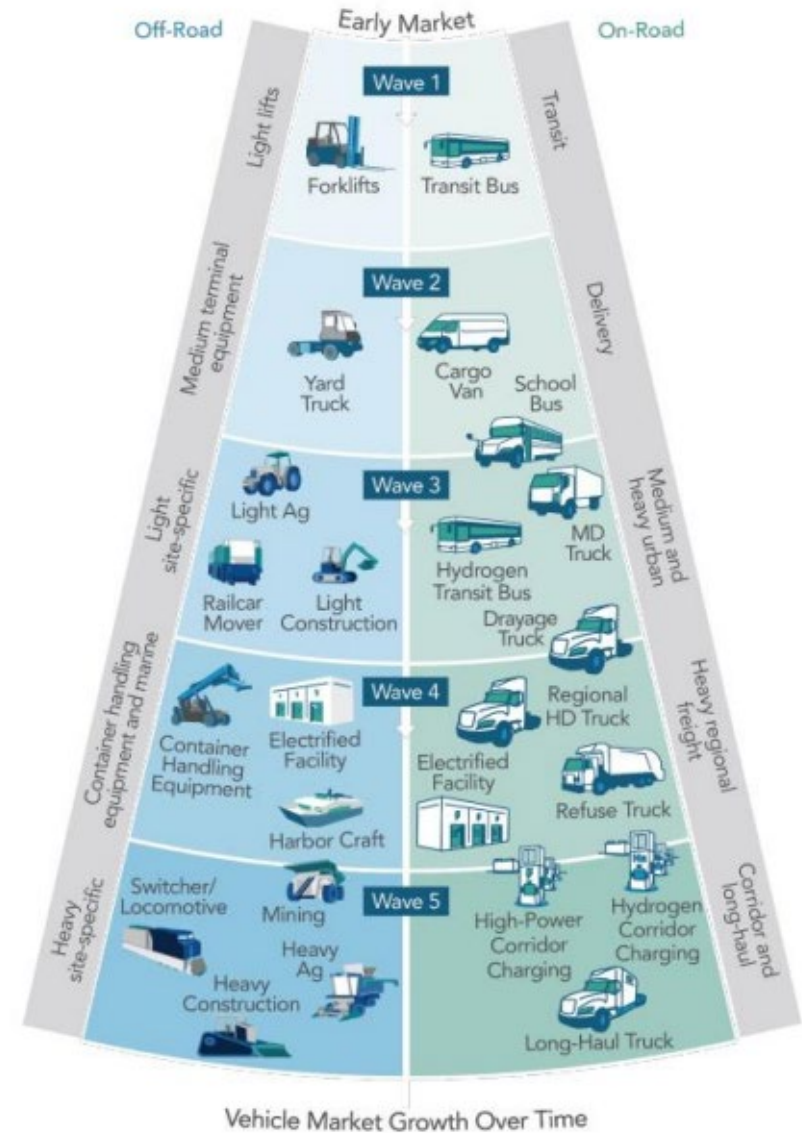 Early Market
Off-Road
On-Road
Wave 1
Light lifts
Transit
Forklifts
Transit Bus
Wave 2
Medium terminal
equipment
Delivery
Yard
Truck
Cargo
Van
School
Bus
Wave 3
Light
site-specific
Medium and
heavy urban
Light Ag
Railcar
Mover
Light
Construction
MD
Truck
Hydrogen
Transit Bus
Drayage
Truck
Wave 4
Container handling
equipment and marine
Heavy regional
freight
Container
Handling
Equipment
Electrified
Facility
Harbor Craft
Regional
HD Truck
Electrified
Facility
Refuse Truck
Wave 5
Heavy
site-specific
Corridor and
long-haul
Switcher/
Locomotive
Mining
Heavy
Ag
Heavy
Construction
High-Power
Corridor
Charging
Hydrogen
Corridor
Charging
Long-Haul Truck
Vehicle Market Growth Over Time